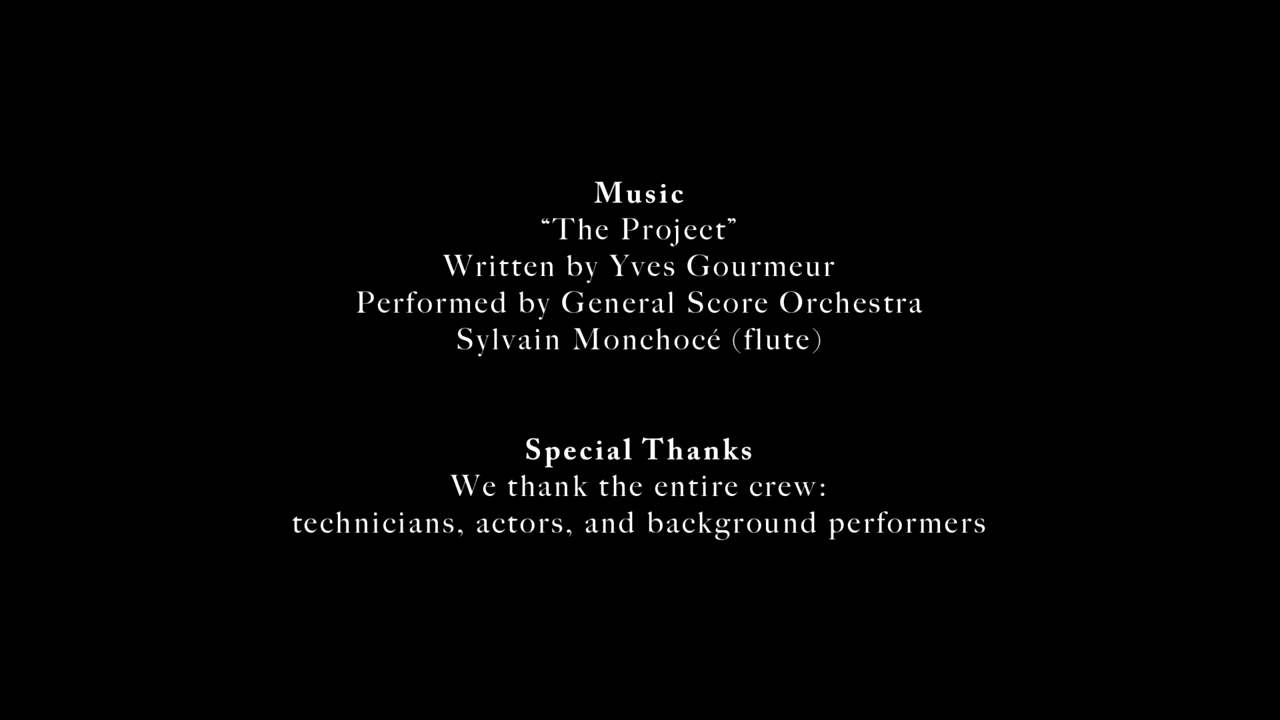 Music
“The Project”
Written by Yves Gourmeur
Performed by General Score Orchestra
Sylvain Monchocé (flute)
Special Thanks
We thank the entire crew:
technicians, actors, and background performers